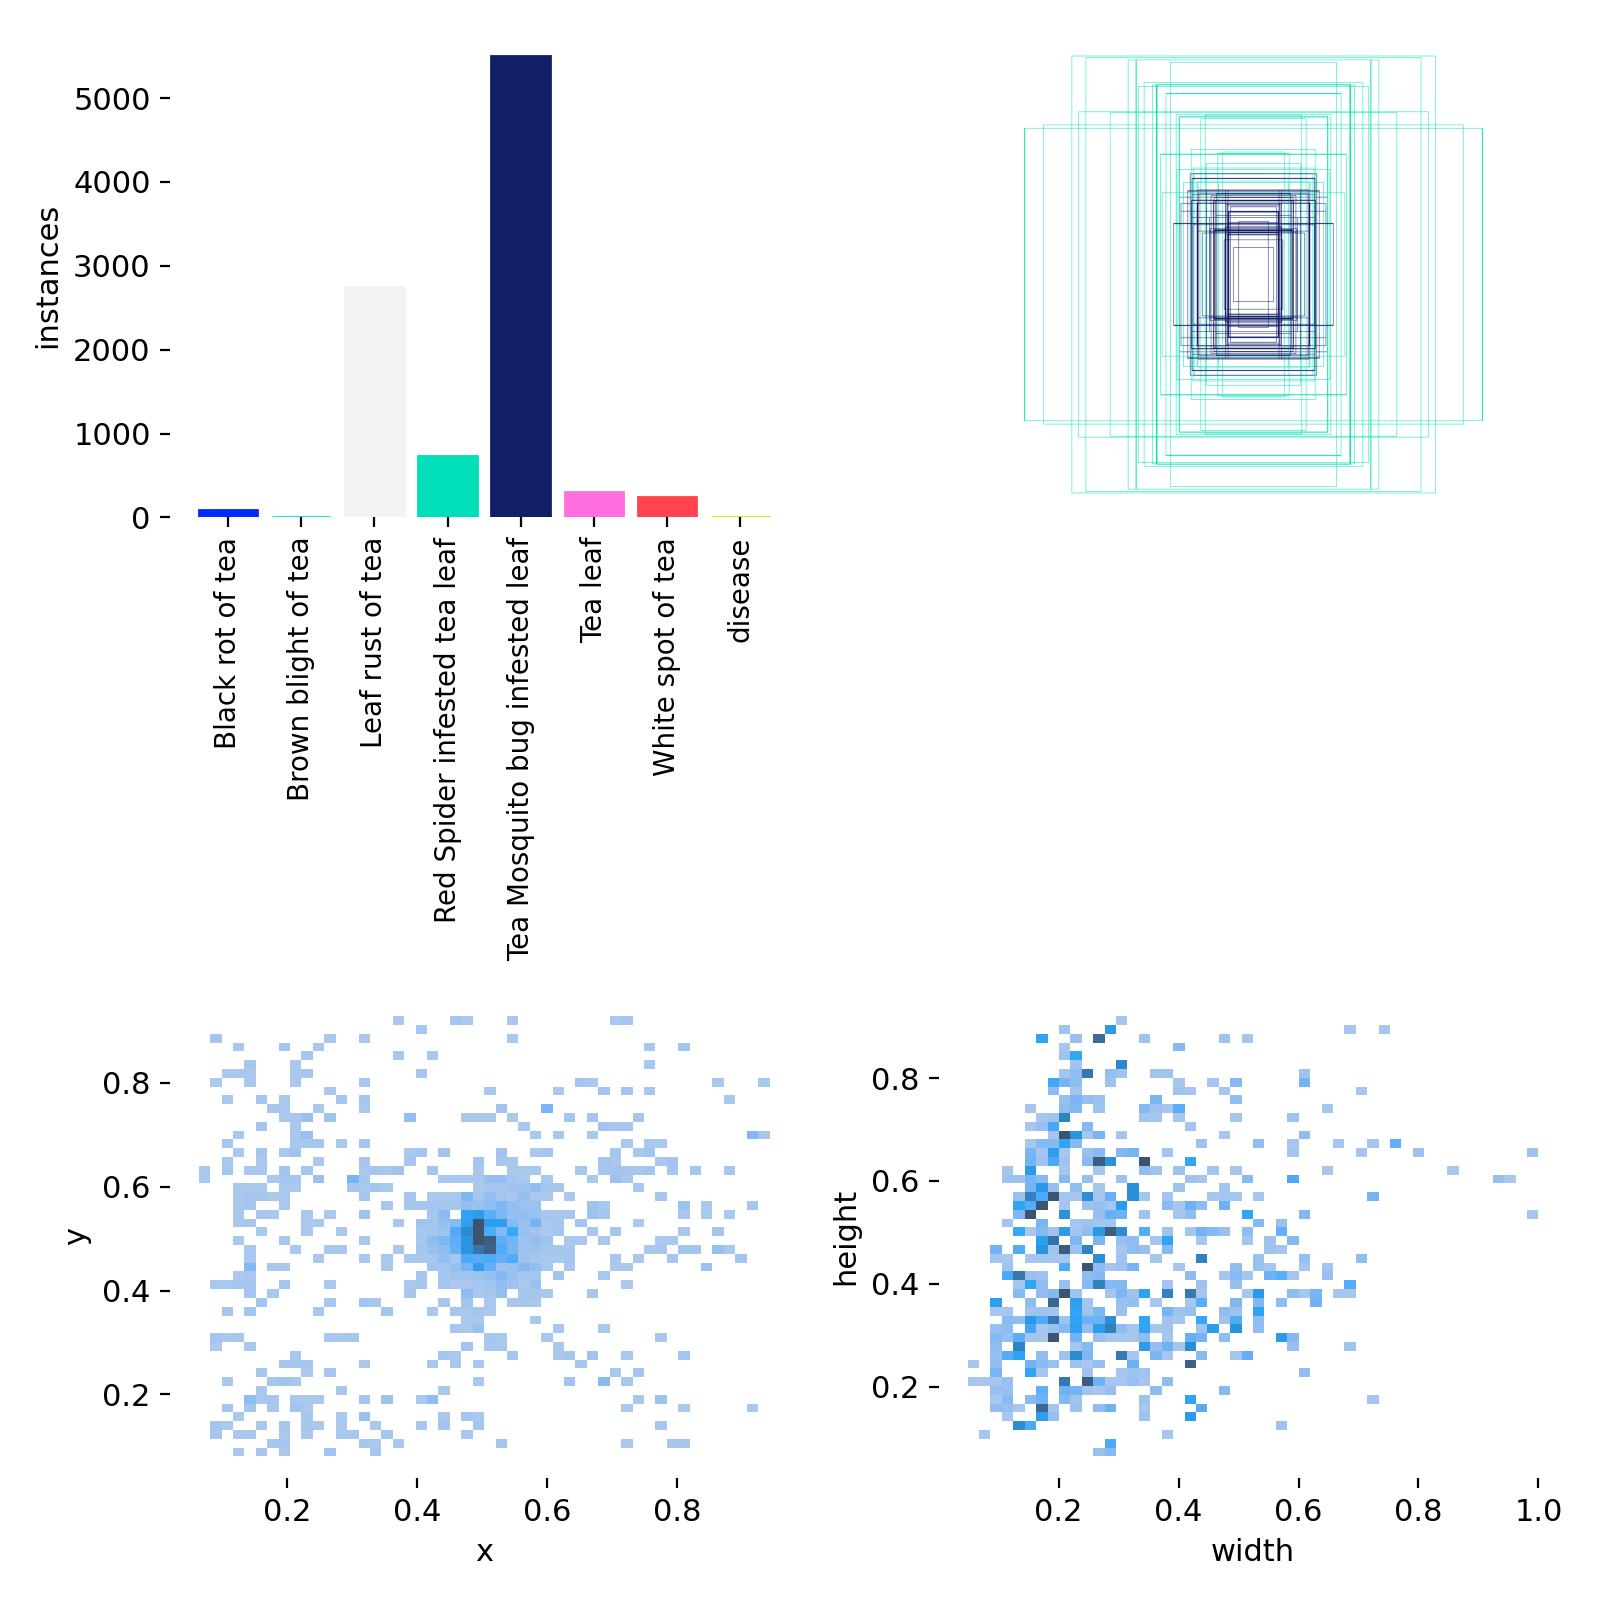 instances
5000
4000
3000
2000
1000
0
Black rot of tea
Brown blight of tea
Leaf rust of tea
Red Spider infested tea leaf
Tea Mosquito bug infested leaf
Tea leaf
White spot of tea
disease
y
0.8
0.6
0.4
0.2
0.2 0.4 0.6 0.8
x
height
0.8
0.6
0.4
0.2
0.2 0.4 0.6 0.8 1.0
width